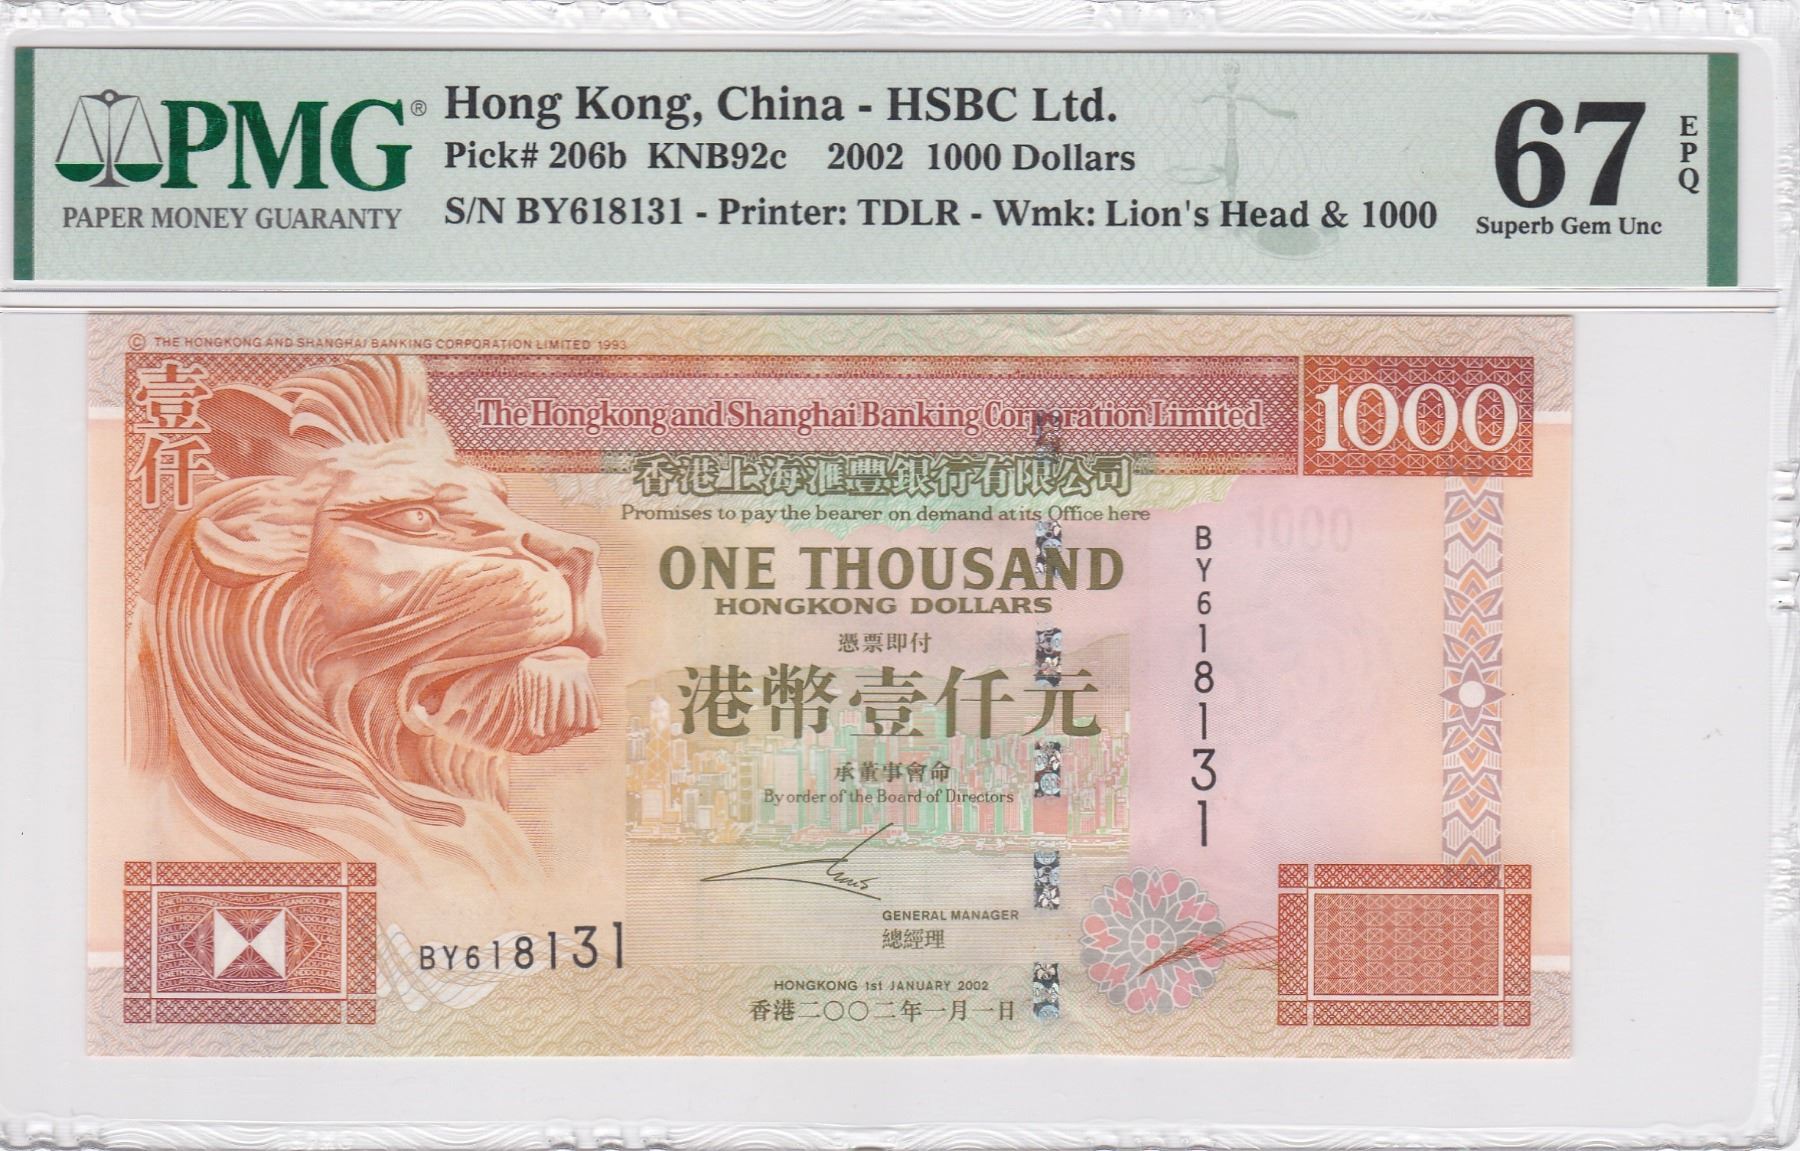 PMG®
PAPER MONEY GUARANTY
Hong Kong, China - HSBC Ltd.
Pick# 206b KNB92c 2002 1000 Dollars
S/N BY618131 - Printer: TDLR - Wmk: Lion's Head & 1000
67
EPQ
Superb Gem Unc
© THE HONGKONG AND SHANGHAI BANKING CORPORATION LIMITED 1993
壹仟
The Hongkong and Shanghai Banking Corporation Limited
1000
香港上海滙豐銀行有限公司
Promises to pay the bearer on demand at its Office here
1000
ONE THOUSAND
HONGKONG DOLLARS
憑票即付
港幣壹仟元
BY618131
承董事會命
By order of the Board of Directors
GENERAL MANAGER
總經理
BY618131
HONGKONG 1st JANUARY 2002
香港二〇〇二年一月一日